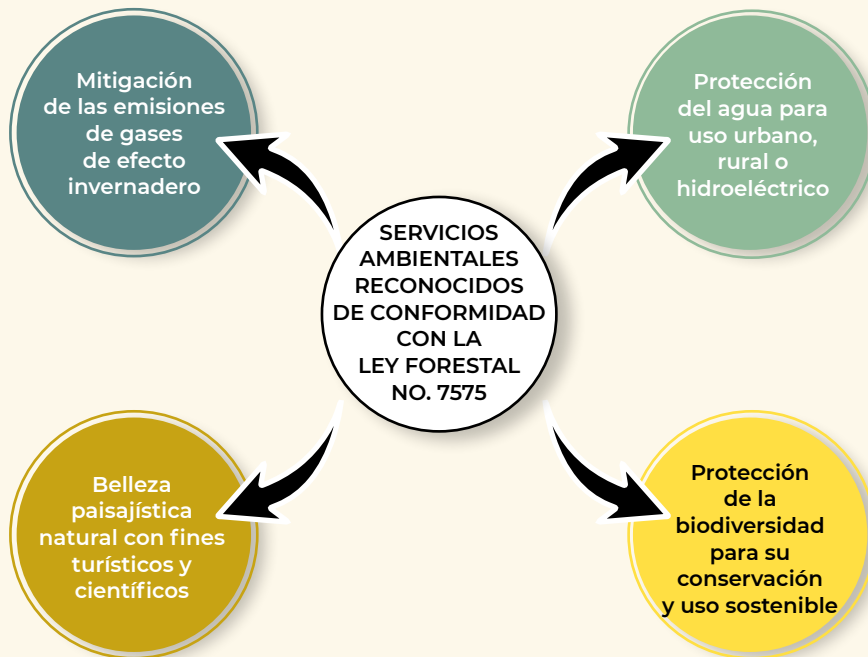 Mitigación
de las emisiones
de gases
de efecto
invernadero
Protección
del agua para
uso urbano,
rural o
hidroeléctrico
SERVICIOS
AMBIENTALES
RECONOCIDOS
DE CONFORMIDAD
CON LA
LEY FORESTAL
NO. 7575
Belleza
paisajística
natural con fines
turísticos y
científicos
Protección
de la
biodiversidad
para su
conservación
y uso sostenible